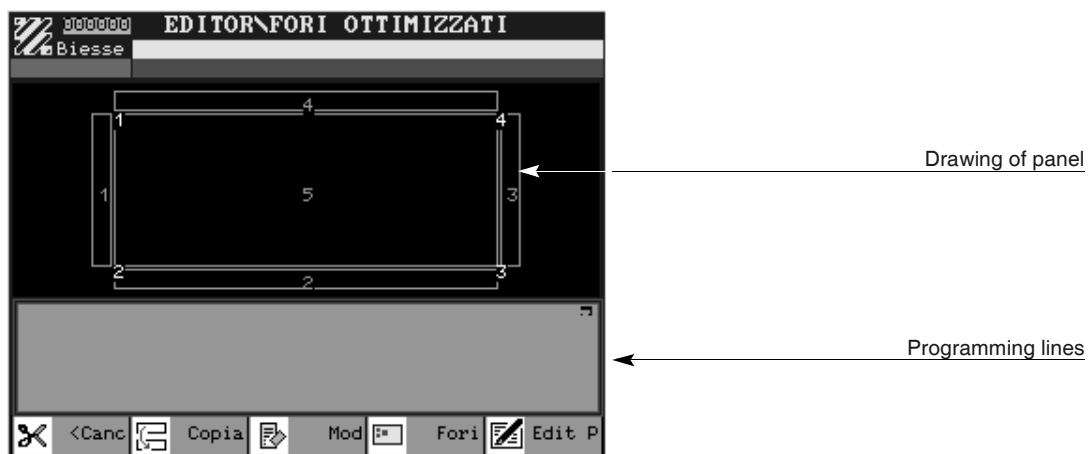 EDITOR\FORI OTTIMIZZATI
Biesse
4
1 4
1 5 3
Drawing of panel
2 3
2
Programming lines
<Canc Copia Mod Fori Edit P